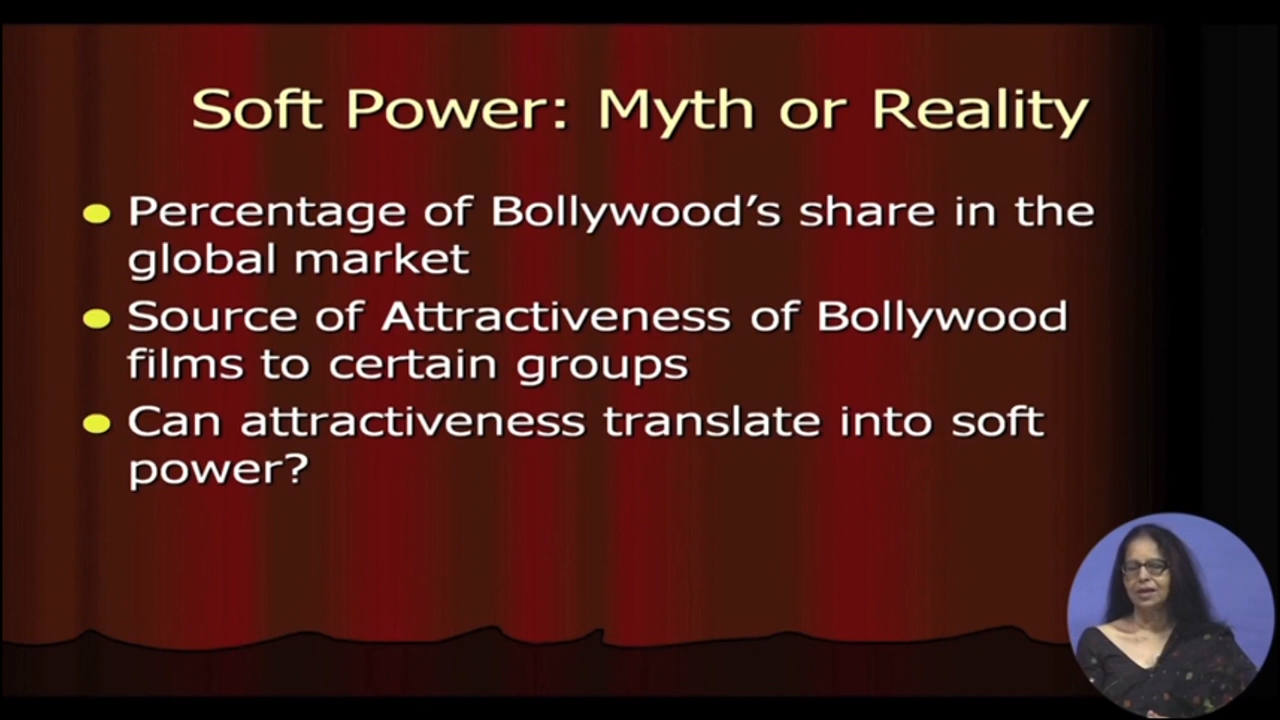 Soft Power: Myth or Reality
Percentage of Bollywood’s share in the
global market
Source of Attractiveness of Bollywood
films to certain groups
Can attractiveness translate into soft
power?